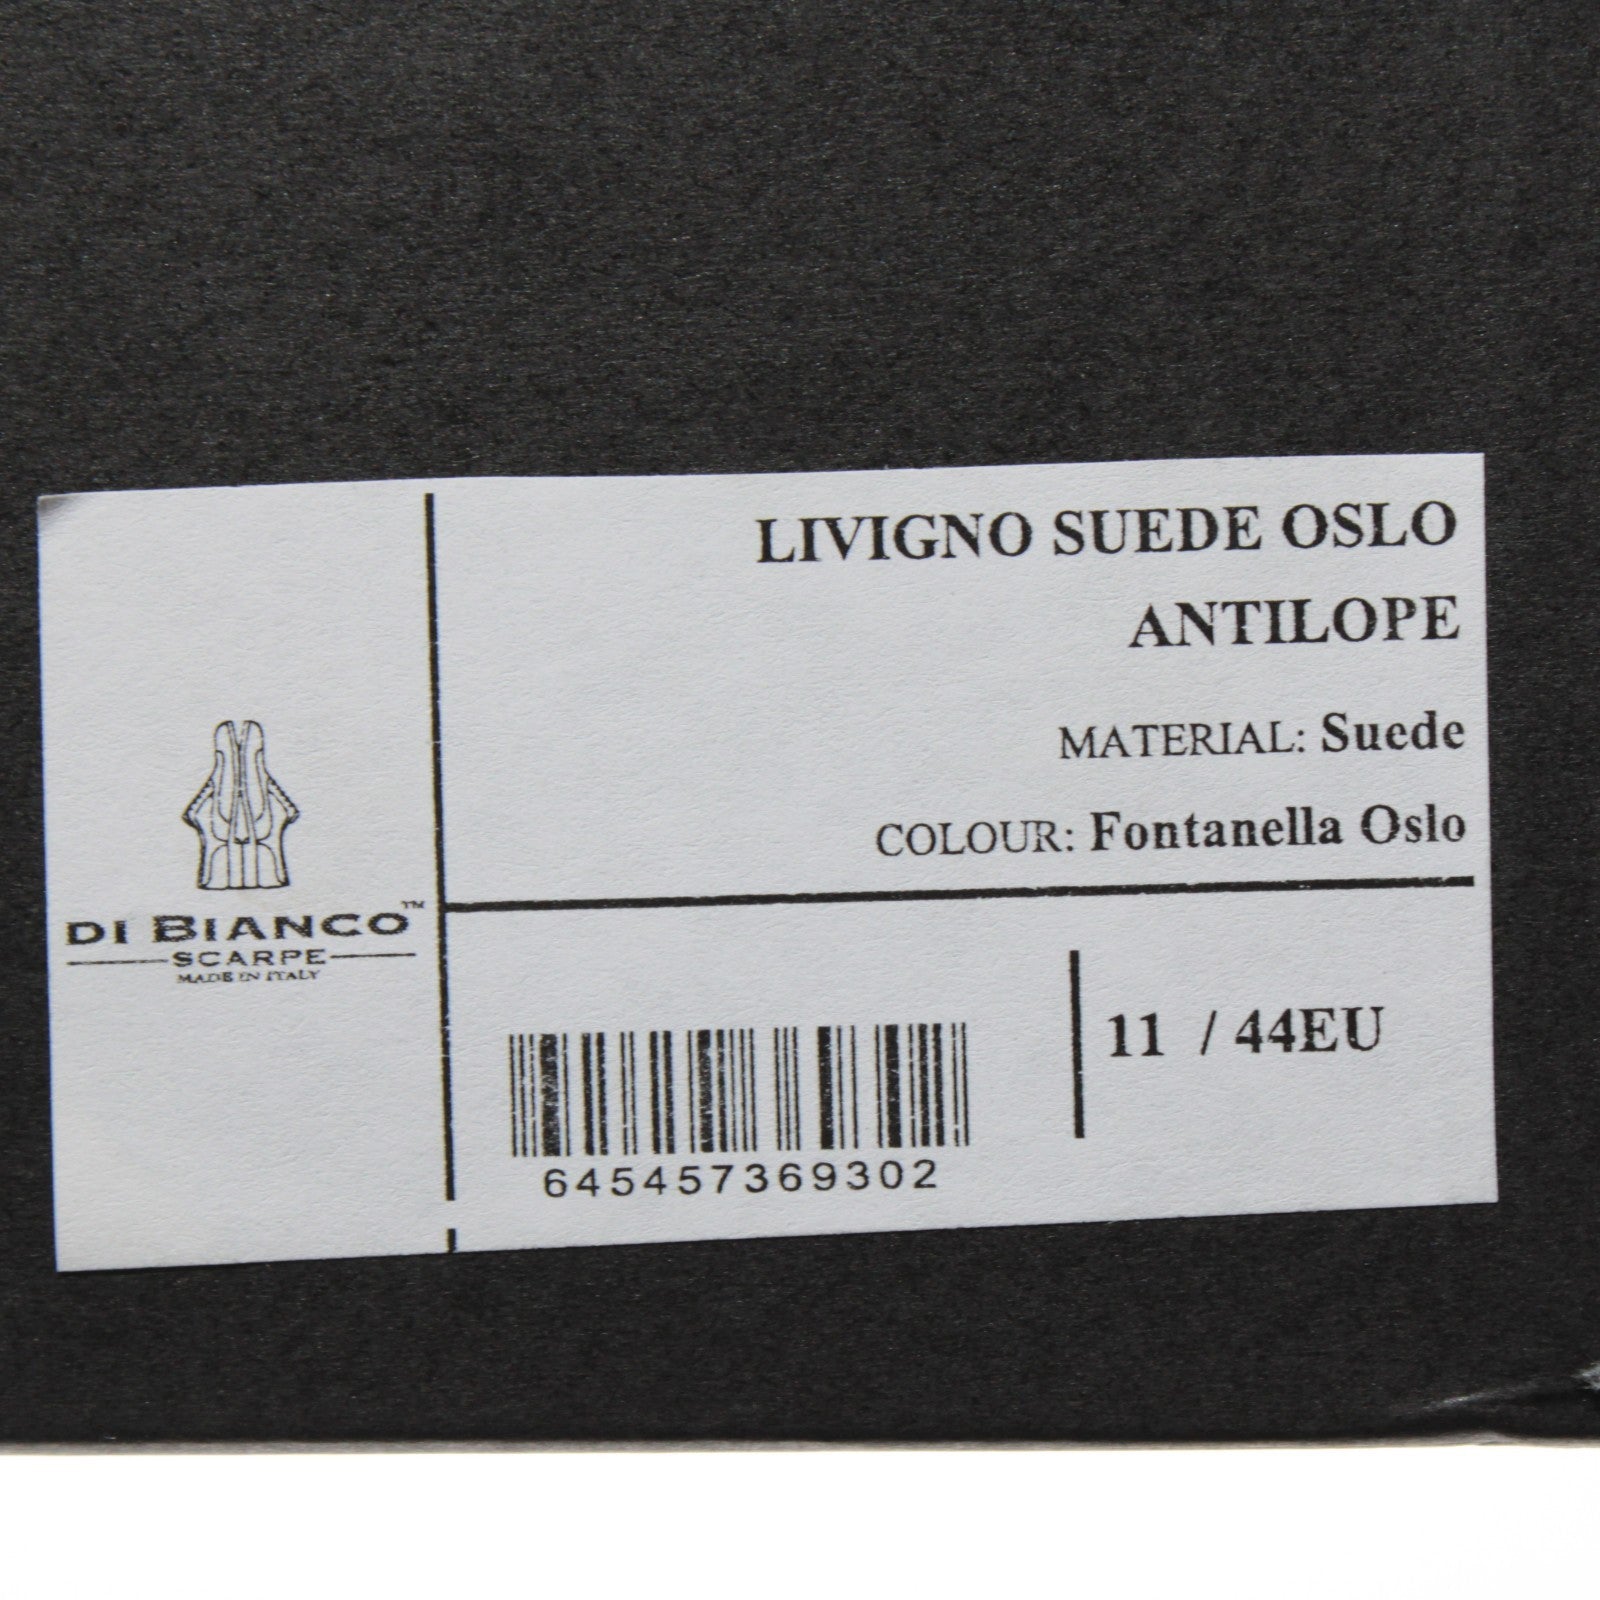 LIVIGNO SUEDE OSLO
ANTILOPE
MATERIAL: Suede
COLOUR: Fontanella Oslo
DI BIANCO™
SCARPE
MADE IN ITALY
645457369302
11 / 44EU